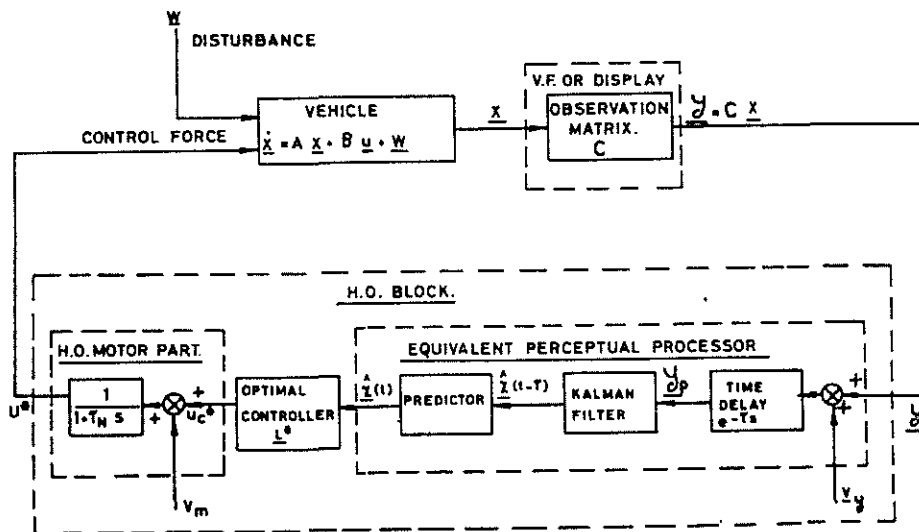 W
DISTURBANCE
V.F. OR DISPLAY
VEHICLE
ẋ = A x + B u + W
X
OBSERVATION
MATRIX.
C
y = C x
CONTROL FORCE
H.O. BLOCK.
H.O. MOTOR PART.
EQUIVALENT PERCEPTUAL PROCESSOR
U*
1
1+T_N s
+
+
u_c*
V_m
OPTIMAL
CONTROLLER
L*
x̂(t)
PREDICTOR
x̂(t-τ)
KALMAN
FILTER
y_p
TIME
DELAY
e^-τs
+
+
V_y
y